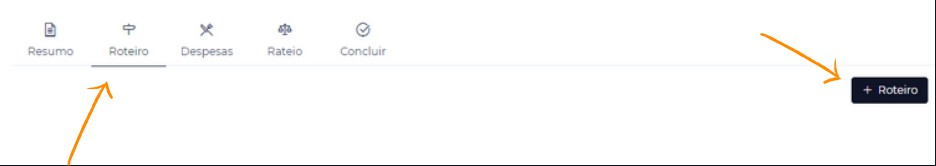 Resumo Roteiro Despesas Rateio Concluir
+ Roteiro